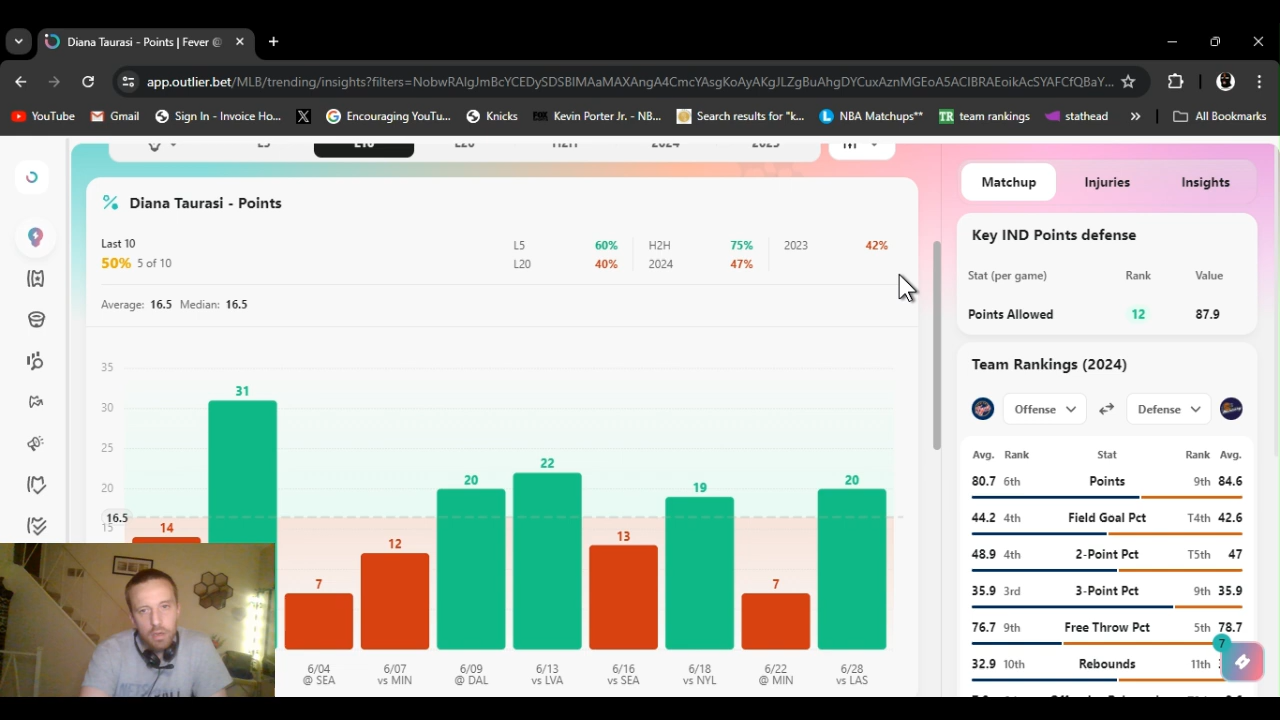 Diana Taurasi - Points | Fever @
app.outlier.bet/MLB/trending/insights?filters=NobwRAlgJmBcYCEDySDSBIMAaMAXAngA4CmcYAsgKoAyAKgJLZgBuAhgDYCuxAznMGEoA5ACIBRAEoikAcSYAFCfQBaY...
YouTube Gmail Sign In - Invoice Ho... Encouraging YouTu... Knicks Kevin Porter Jr. - NB... Search results for "k... NBA Matchups** team rankings stathead » All Bookmarks
L5 L10 L20 H2H 2024 2023
Matchup Injuries Insights
Diana Taurasi - Points
Last 10
50% 5 of 10
L5 60% H2H 75% 2023 42%
L20 40% 2024 47%
Average: 16.5 Median: 16.5
35
30
25
20
16.5
15
14
31
7
12
20
22
13
19
7
20
6/04 6/07 6/09 6/13 6/16 6/18 6/22 6/28
@ SEA vs MIN @ DAL vs LVA vs SEA vs NYL @ MIN vs LAS
Key IND Points defense
Stat (per game) Rank Value
Points Allowed 12 87.9
Team Rankings (2024)
Offense Defense
Avg. Rank Stat Rank Avg.
80.7 6th Points 9th 84.6
44.2 4th Field Goal Pct T4th 42.6
48.9 4th 2-Point Pct T5th 47
35.9 3rd 3-Point Pct 9th 35.9
76.7 9th Free Throw Pct 5th 78.7
32.9 10th Rebounds 11th
7